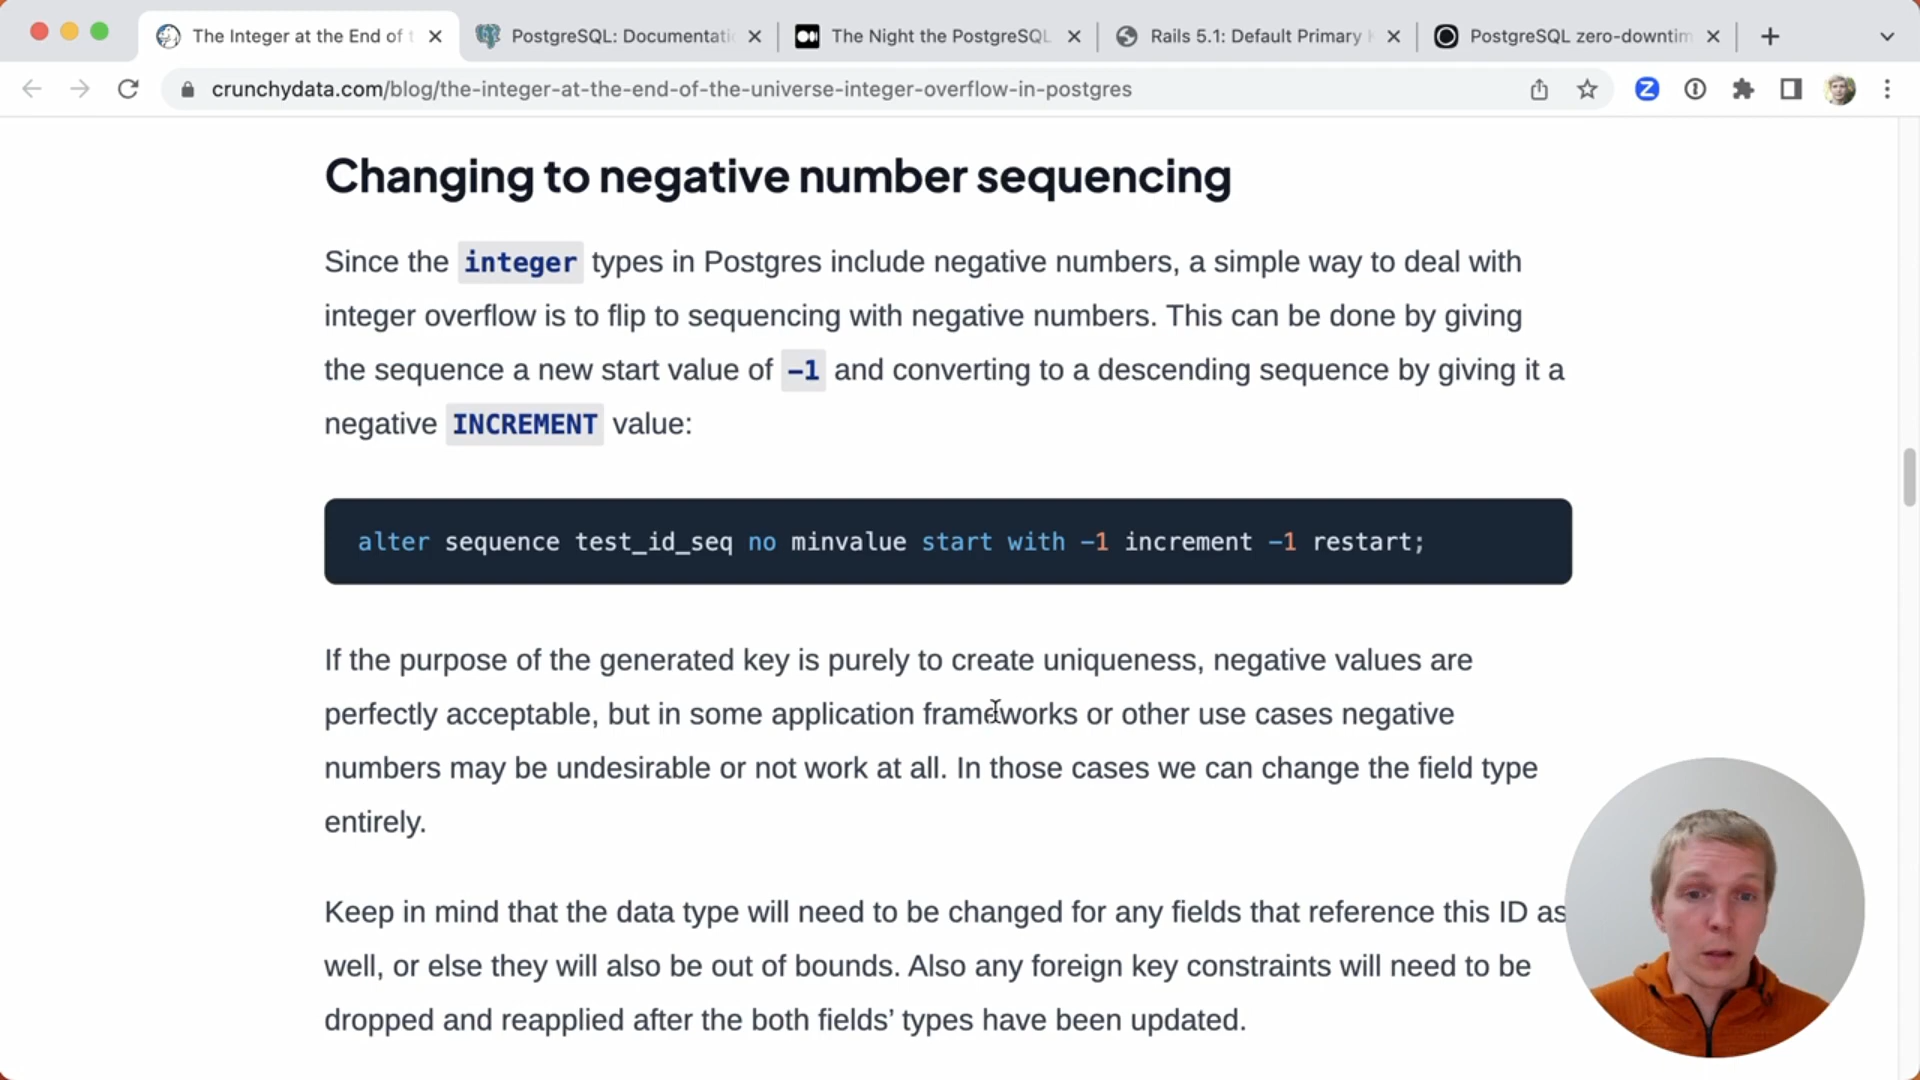 The Integer at the End of t
PostgreSQL: Documentati
The Night the PostgreSQL
Rails 5.1: Default Primary K
PostgreSQL zero-downtim
crunchydata.com/blog/the-integer-at-the-end-of-the-universe-integer-overflow-in-postgres
Changing to negative number sequencing
Since the integer types in Postgres include negative numbers, a simple way to deal with
integer overflow is to flip to sequencing with negative numbers. This can be done by giving
the sequence a new start value of -1 and converting to a descending sequence by giving it a
negative INCREMENT value:
alter sequence test_id_seq no minvalue start with -1 increment -1 restart;
If the purpose of the generated key is purely to create uniqueness, negative values are
perfectly acceptable, but in some application frameworks or other use cases negative
numbers may be undesirable or not work at all. In those cases we can change the field type
entirely.
Keep in mind that the data type will need to be changed for any fields that reference this ID as
well, or else they will also be out of bounds. Also any foreign key constraints will need to be
dropped and reapplied after the both fields’ types have been updated.